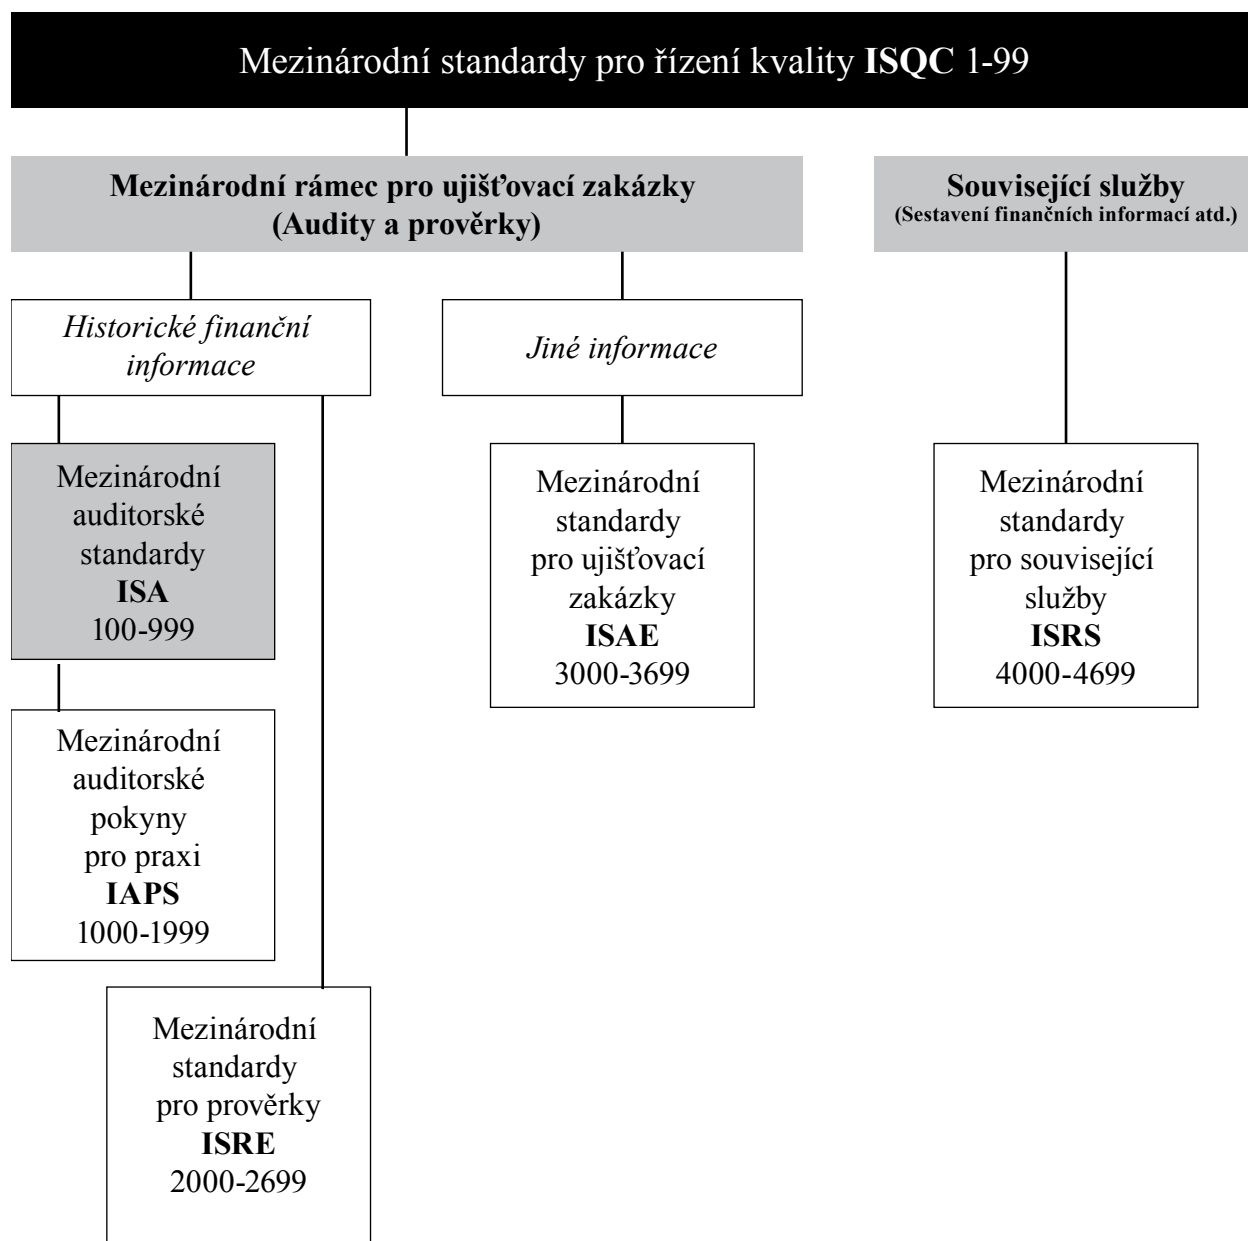 Mezinárodní standardy pro řízení kvality ISQC 1-99
Mezinárodní rámec pro ujišťovací zakázky
(Audity a prověrky)
Související služby
(Sestavení finančních informací atd.)
Historické finanční
informace
Jiné informace
Mezinárodní
auditorské
standardy
ISA
100-999
Mezinárodní
standardy
pro ujišťovací
zakázky
ISAE
3000-3699
Mezinárodní
standardy
pro související
služby
ISRS
4000-4699
Mezinárodní
auditorské
pokyny
pro praxi
IAPS
1000-1999
Mezinárodní
standardy
pro prověrky
ISRE
2000-2699